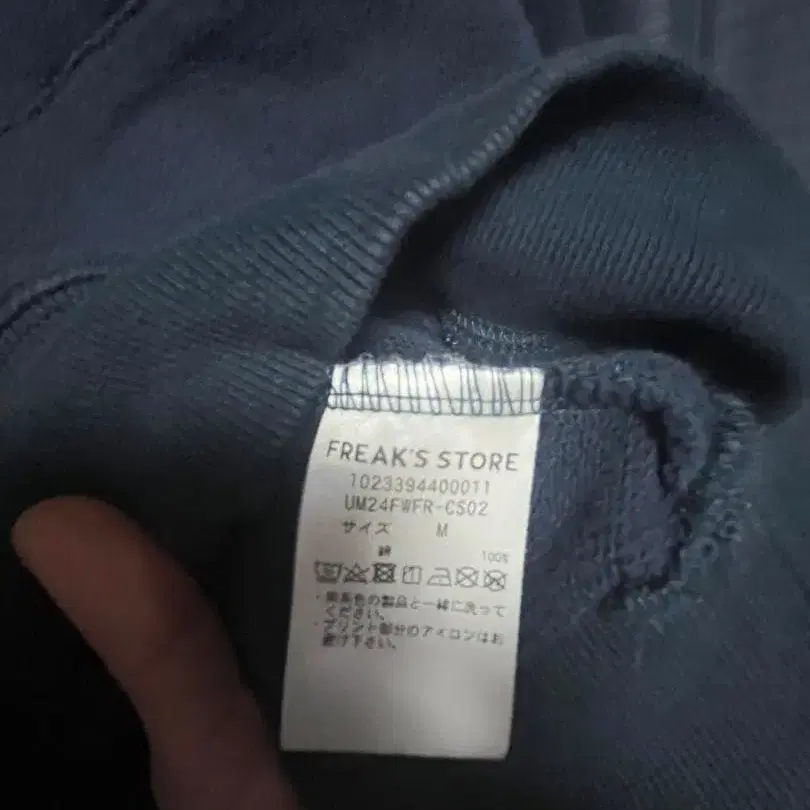 FREAK'S STORE
1023394400011
UM24FWFR-CS02
サイズ M
綿 100%
・同系色の製品と一緒に洗って
ください。
・プリント部分のアイロンはお
避け下さい。